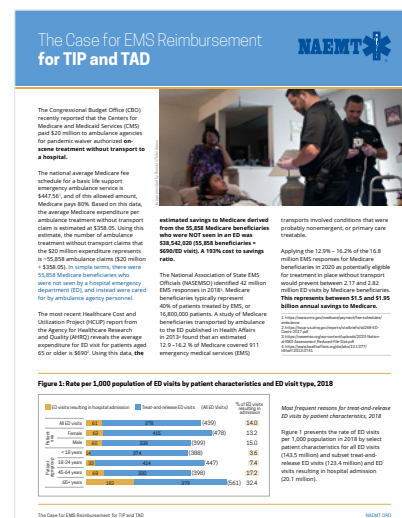 The Case for EMS Reimbursement
for TIP and TAD
NAEMT
The Congressional Budget Office (CBO)
recently reported that the Centers for
Medicare and Medicaid Services (CMS)
paid $20 million to ambulance agencies
for pandemic waiver authorized on-
scene treatment without transport to
a hospital.
The national average Medicare fee
schedule for a basic life support
emergency ambulance service is
$447.56¹, and of this allowed amount,
Medicare pays 80%. Based on this data,
the average Medicare expenditure per
ambulance treatment without transport
claim is estimated at $358.05. Using this
estimate, the number of ambulance
treatment without transport claims that
the $20 million expenditure represents
is ~55,858 ambulance claims ($20 million
÷ $358.05). In simple terms, there were
55,858 Medicare beneficiaries who
were not seen by a hospital emergency
department (ED), and instead were cared
for by ambulance agency personnel.
The most recent Healthcare Cost and
Utilization Project (HCUP) report from
the Agency for Healthcare Research
and Quality (AHRQ) reveals the average
expenditure for ED visit for patients aged
65 or older is $690². Using this data, the
estimated savings to Medicare derived
from the 55,858 Medicare beneficiaries
who were NOT seen in an ED was
$38,542,020 (55,858 beneficiaries ×
$690/ED visit). A 193% cost to savings
ratio.
The National Association of State EMS
Officials (NASEMSO) identified 42 million
EMS responses in 2018³. Medicare
beneficiaries typically represent
40% of patients treated by EMS, or
16,800,000 patients. A study of Medicare
beneficiaries transported by ambulance
to the ED published in Health Affairs
in 2013⁴ found that an estimated
12.9 -16.2 % of Medicare covered 911
emergency medical services (EMS)
transports involved conditions that were
probably nonemergent, or primary care
treatable.
Applying the 12.9% – 16.2% of the 16.8
million EMS responses for Medicare
beneficiaries in 2020 as potentially eligible
for treatment in place without transport
would prevent between 2.17 and 2.82
million ED visits by Medicare beneficiaries.
This represents between $1.5 and $1.95
billion annual savings to Medicare.
Figure 1: Rate per 1,000 population of ED visits by patient characteristics and ED visit type, 2018
ED visits resulting in hospital admission Treat-and-release ED visits (All ED Visits)
% of ED visits
resulting in
admission
All ED visits 61 378 (439) 14.0
Female 63 415 (478) 13.2
Male 60 339 (399) 15.0
< 18 years 14 374 (388) 3.6
18-24 years 33 414 (447) 7.4
45-64 years 68 330 (398) 17.2
65+ years 182 379 (561) 32.4
Most frequent reasons for treat-and-release
ED visits by patient characteristics, 2018
Figure 1 presents the rate of ED visits
per 1,000 population in 2018 by select
patient characteristics for all ED visits
(143.5 million) and subset treat-and-
release ED visits (123.4 million) and ED
visits resulting in hospital admission
(20.1 million).
The Case for EMS Reimbursement for TIP and TAD
NAEMT.ORG